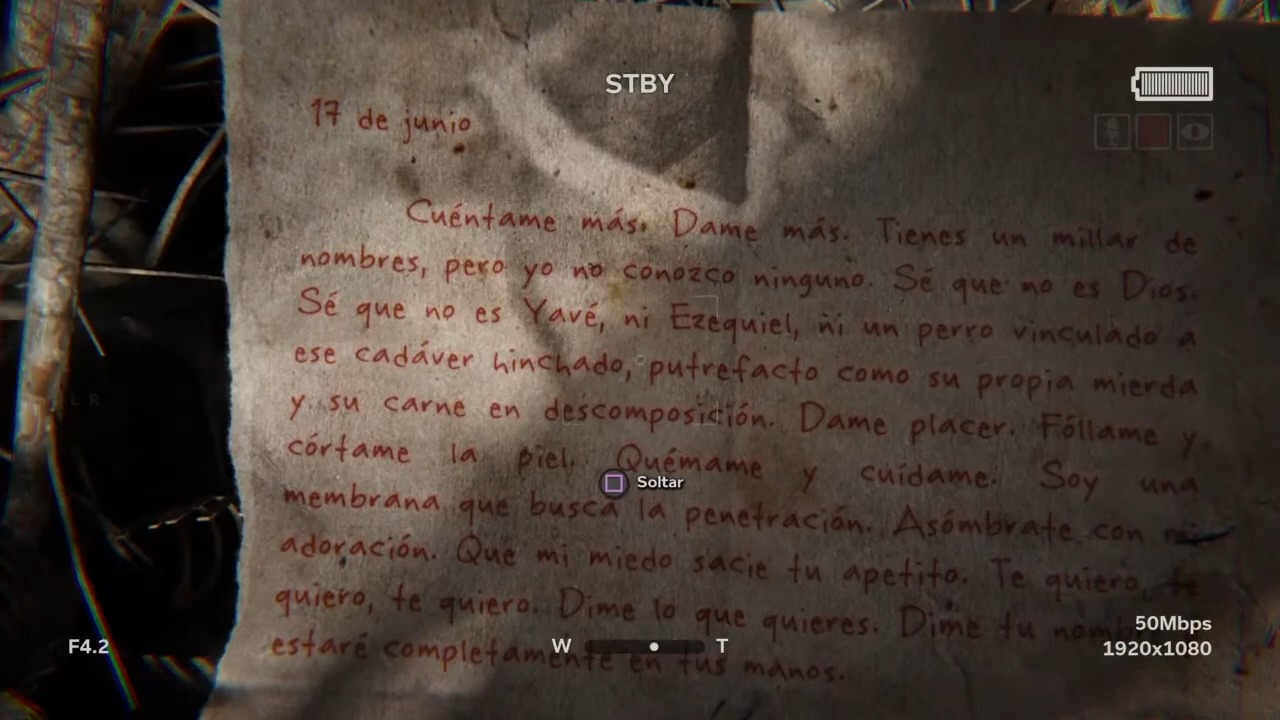 STBY
17 de junio
Cuéntame más. Dame más. Tienes un millar de
nombres, pero yo no conozco ninguno. Sé que no es Dios.
Sé que no es Yavé, ni Ezequiel, ni un perro vinculado a
ese cadáver hinchado, putrefacto como su propia mierda
y su carne en descomposición. Dame placer. Fóllame y
córtame la piel. Quémame y cuídame. Soy una
Soltar
membrana que busca la penetración. Asómbrate con mi
adoración. Que mi miedo sacie tu apetito. Te quiero, te
quiero, te quiero. Dime lo que quieres. Dime tu
estaré completamente en tus manos.
50Mbps
F4.2
W
T
1920x1080